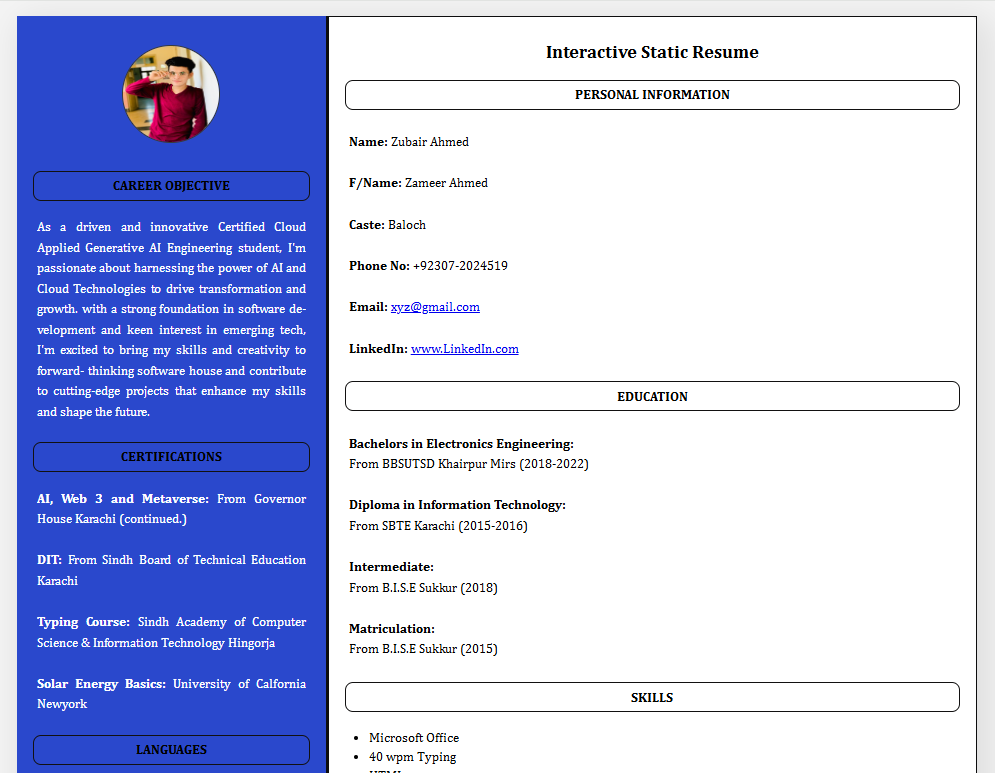 CAREER OBJECTIVE
As a driven and innovative Certified Cloud
Applied Generative AI Engineering student, I'm
passionate about harnessing the power of AI and
Cloud Technologies to drive transformation and
growth. with a strong foundation in software de-
velopment and keen interest in emerging tech,
I'm excited to bring my skills and creativity to
forward- thinking software house and contribute
to cutting-edge projects that enhance my skills
and shape the future.
CERTIFICATIONS
AI, Web 3 and Metaverse: From Governor
House Karachi (continued.)
DIT: From Sindh Board of Technical Education
Karachi
Typing Course: Sindh Academy of Computer
Science & Information Technology Hingorja
Solar Energy Basics: University of Calfornia
Newyork
LANGUAGES
Interactive Static Resume
PERSONAL INFORMATION
Name: Zubair Ahmed
F/Name: Zameer Ahmed
Caste: Baloch
Phone No: +92307-2024519
Email: xyz@gmail.com
LinkedIn: www.LinkedIn.com
EDUCATION
Bachelors in Electronics Engineering:
From BBSUTSD Khairpur Mirs (2018-2022)
Diploma in Information Technology:
From SBTE Karachi (2015-2016)
Intermediate:
From B.I.S.E Sukkur (2018)
Matriculation:
From B.I.S.E Sukkur (2015)
SKILLS
Microsoft Office
40 wpm Typing